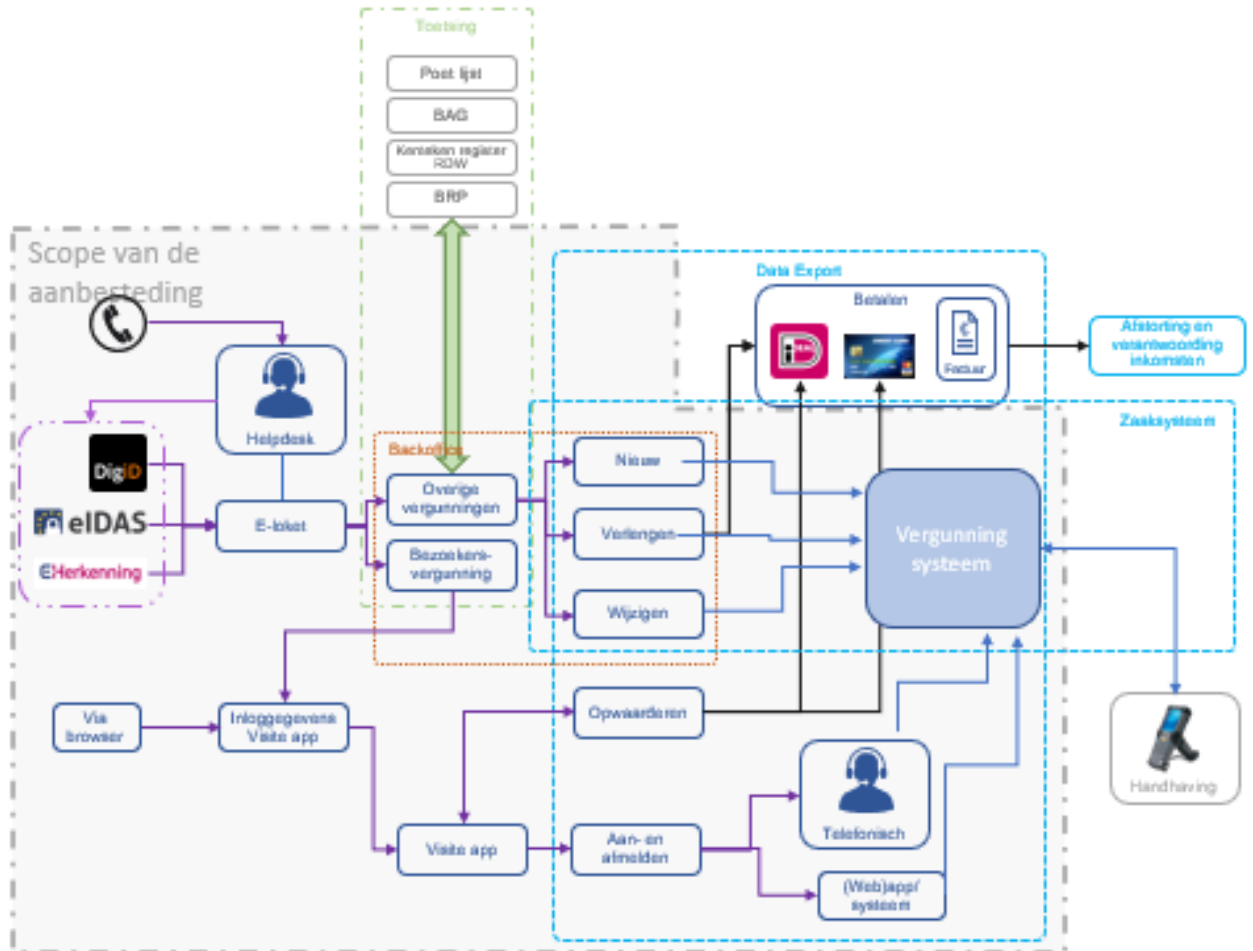 Toetsing
Post lijst
BAG
Kenteken register
RDW
BRP
Scope van de
aanbesteding
Data Export
Betalen
iDEAL
Factuur
Afstorting en
verantwoording
inkomsten
Zaaksysteem
Helpdesk
Backoffice
DigiD
eIDAS
eHerkenning
E-loket
Overige
vergunningen
Bezoekers-
vergunning
Nieuw
Verlengen
Wijzigen
Vergunning
systeem
Via
browser
Inloggegevens
Visite app
Opwaarderen
Telefonisch
Handhaving
Visite app
Aan- en
afmelden
(Web)app/
systeem